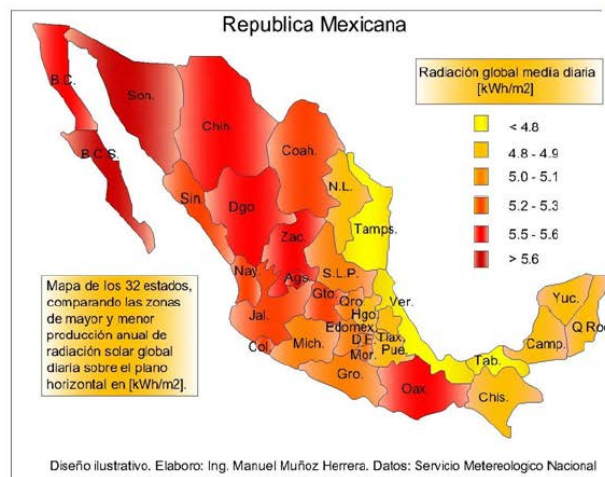 Republica Mexicana
Radiación global media diaria
[kWh/m2]
< 4.8
4.8 - 4.9
5.0 - 5.1
5.2 - 5.3
5.5 - 5.6
> 5.6
B.C.
Son.
Chih.
B.C.S.
Coah.
Sin.
N.L.
Dgo.
Tamps.
Zac.
Nay.
Ags.
S.L.P.
Gto.
Qro.
Ver.
Hgo.
Jal.
Edomex.
D.F.
Tlax.
Col.
Mich.
Mor.
Pue.
Gro.
Oax.
Tab.
Chis.
Camp.
Yuc.
Q Roo
Mapa de los 32 estados,
comparando las zonas
de mayor y menor
producción anual de
radiación solar global
diaria sobre el plano
horizontal en [kWh/m2].
Diseño ilustrativo. Elaboro: Ing. Manuel Muñoz Herrera. Datos: Servicio Metereologico Nacional